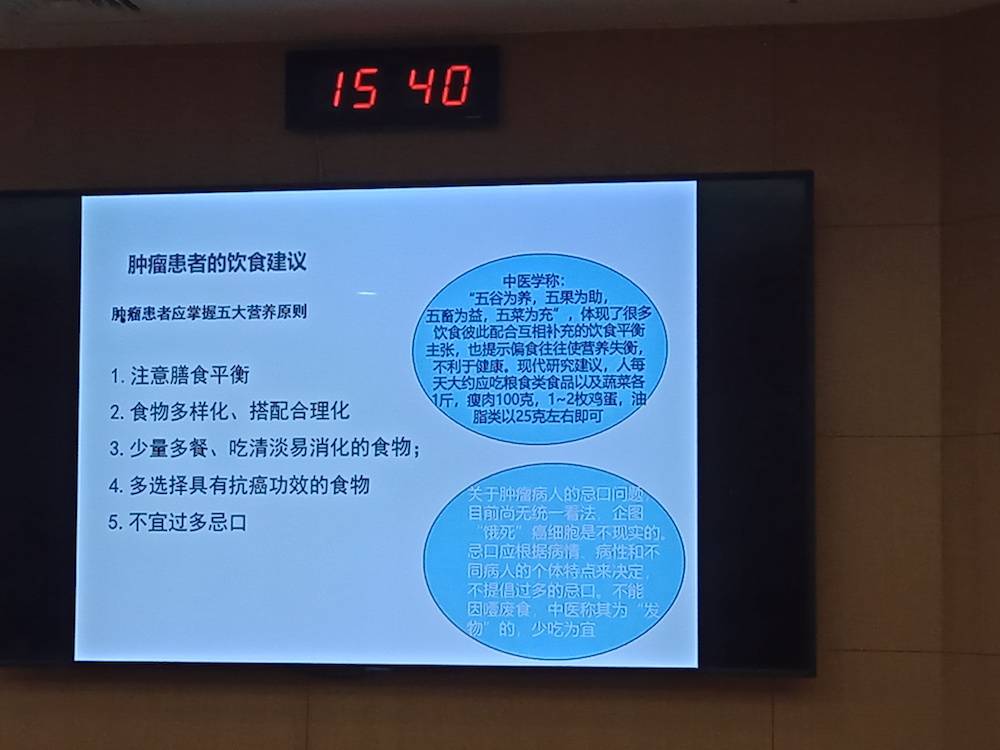 15 40
肿瘤患者的饮食建议
肿瘤患者应掌握五大营养原则
1. 注意膳食平衡
2. 食物多样化、搭配合理化
3. 少量多餐、吃清淡易消化的食物；
4. 多选择具有抗癌功效的食物
5. 不宜过多忌口
中医学称：
“五谷为养，五果为助，
五畜为益，五菜为充”，体现了很多
饮食彼此配合互相补充的饮食平衡
主张，也提示偏食往往使营养失衡，
不利于健康。现代研究建议，人每
天大约应吃粮食类食品以及蔬菜各
1斤，瘦肉100克，1~2枚鸡蛋，油
脂类以25克左右即可
关于肿瘤病人的忌口问题，
目前尚无统一看法，企图
“饿死”癌细胞是不现实的。
忌口应根据病情、病性和不
同病人的个体特点来决定，
不提倡过多的忌口。不能
因噎废食，中医称其为“发
物”的，少吃为宜